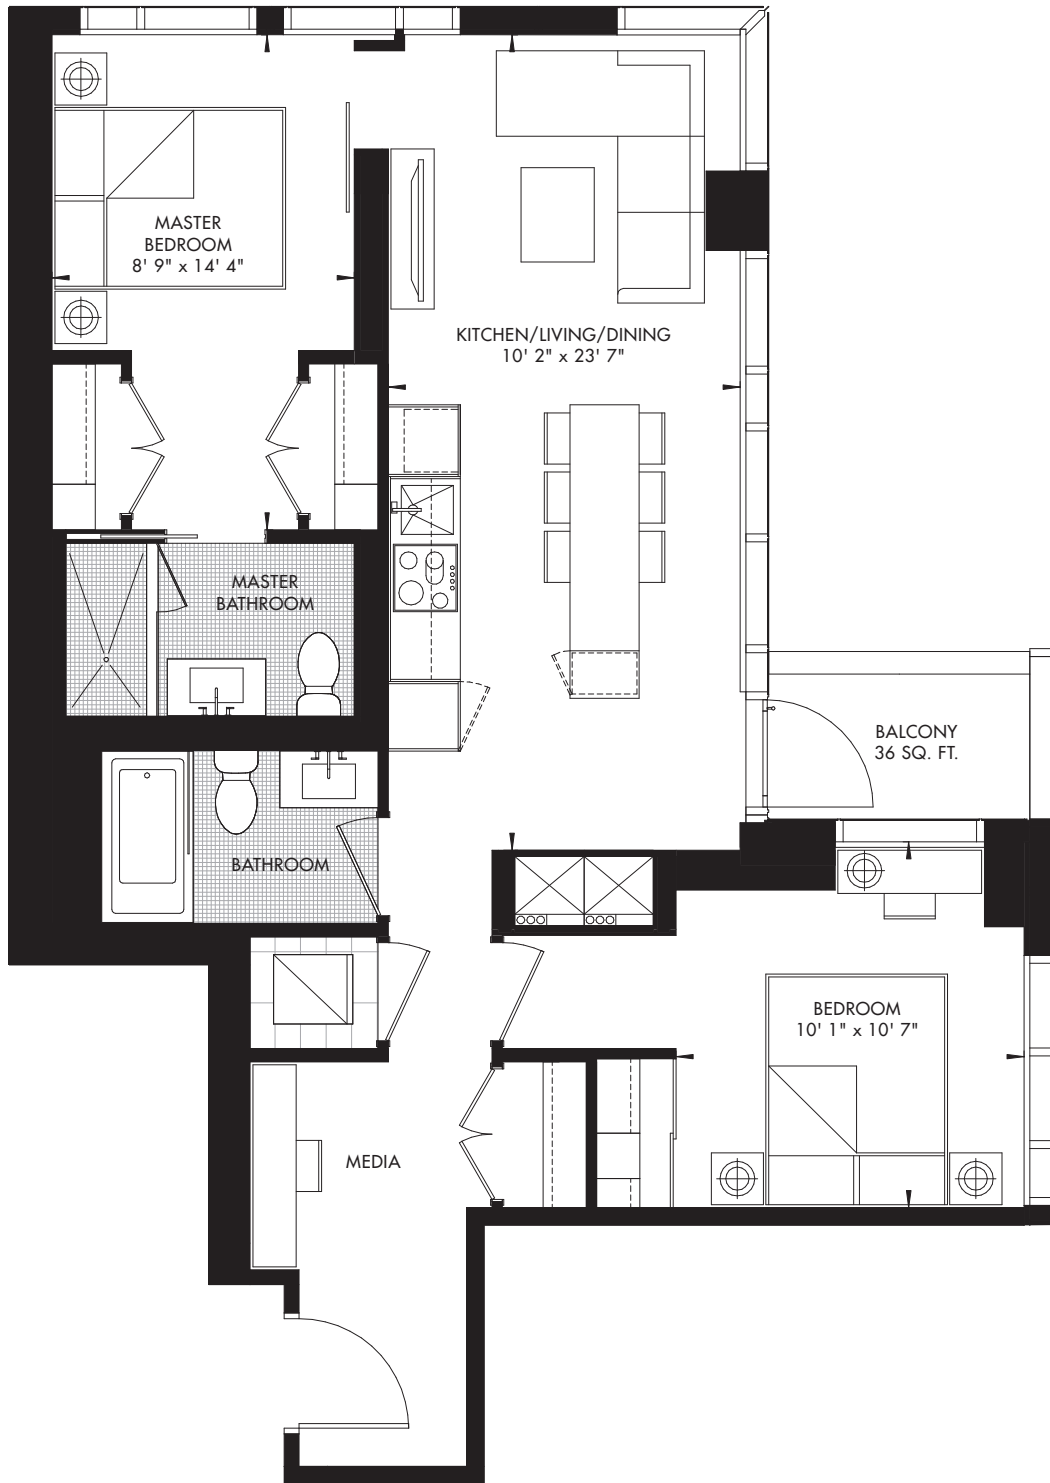 MASTER
BEDROOM
8' 9" x 14' 4"
KITCHEN/LIVING/DINING
10' 2" x 23' 7"
MASTER
BATHROOM
BALCONY
36 SQ. FT.
BATHROOM
BEDROOM
10' 1" x 10' 7"
MEDIA